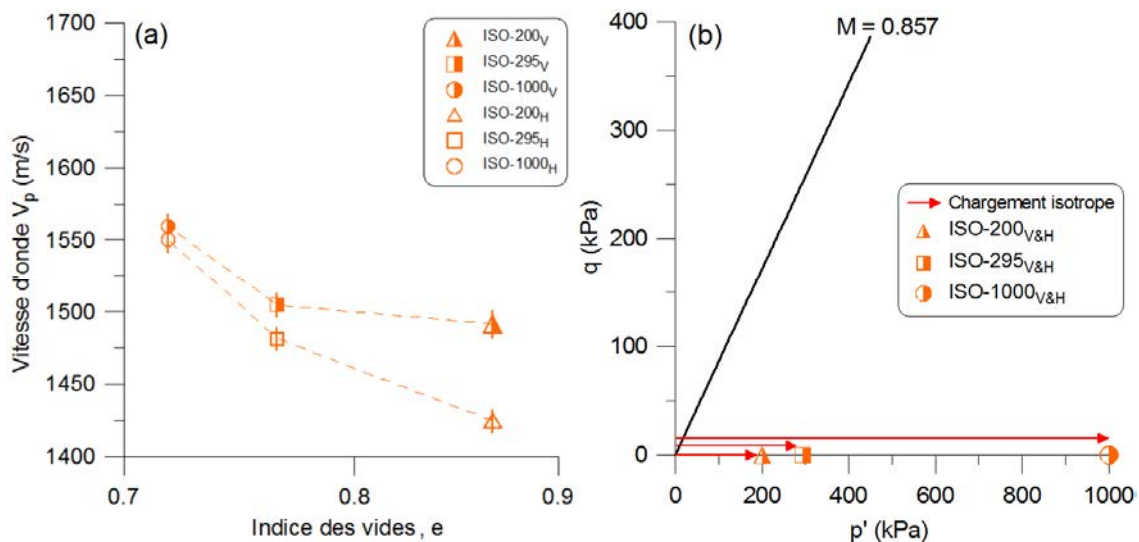 (a)
1700
1650
1600
1550
1500
1450
1400
Vitesse d'onde Vp (m/s)
0.7
0.8
0.9
Indice des vides, e
ISO-200V
ISO-295V
ISO-1000V
ISO-200H
ISO-295H
ISO-1000H
(b)
M = 0.857
400
300
200
100
0
q (kPa)
0
200
400
600
800
1000
p' (kPa)
Chargement isotrope
ISO-200V&H
ISO-295V&H
ISO-1000V&H